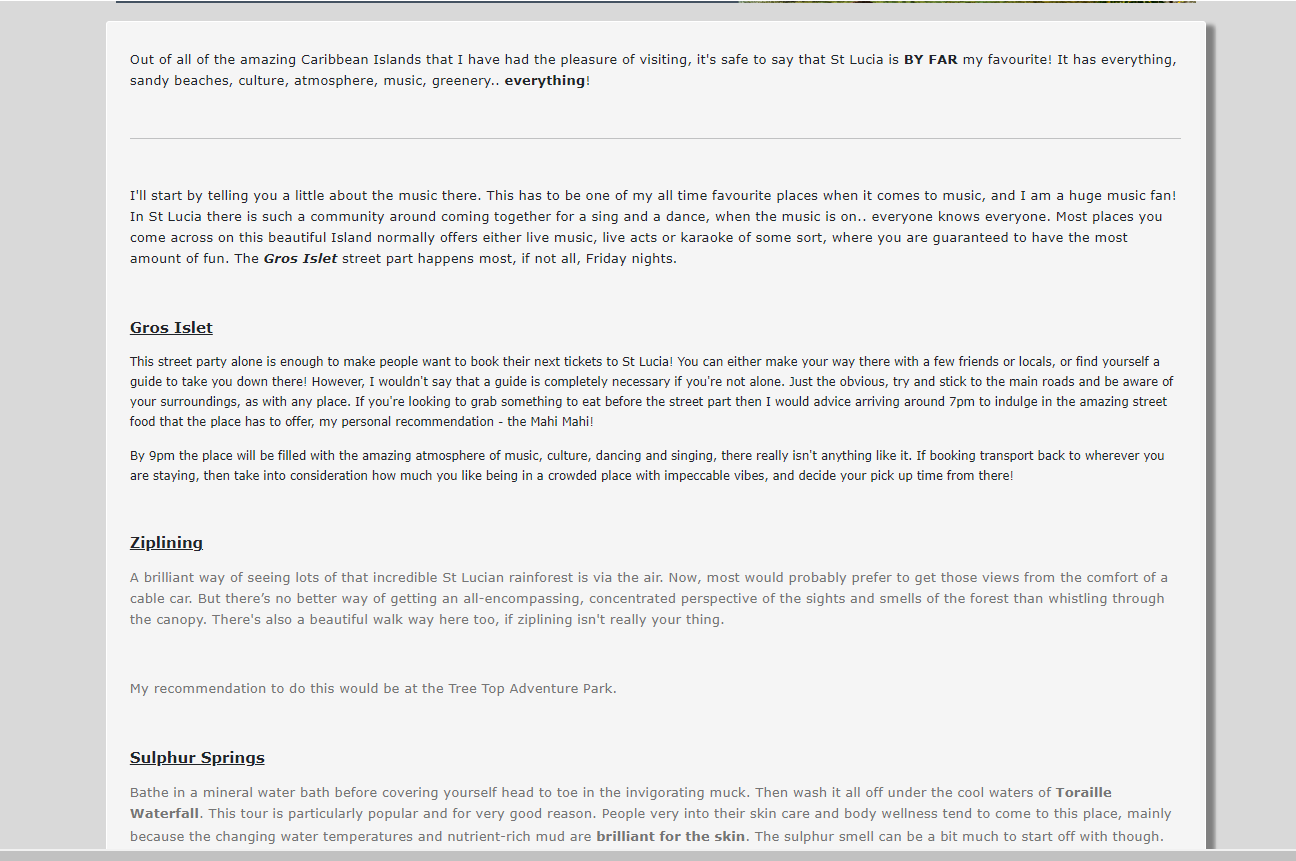 Out of all of the amazing Caribbean Islands that I have had the pleasure of visiting, it's safe to say that St Lucia is BY FAR my favourite! It has everything,
sandy beaches, culture, atmosphere, music, greenery.. everything!
I'll start by telling you a little about the music there. This has to be one of my all time favourite places when it comes to music, and I am a huge music fan!
In St Lucia there is such a community around coming together for a sing and a dance, when the music is on.. everyone knows everyone. Most places you
come across on this beautiful Island normally offers either live music, live acts or karaoke of some sort, where you are guaranteed to have the most
amount of fun. The Gros Islet street part happens most, if not all, Friday nights.
Gros Islet
This street party alone is enough to make people want to book their next tickets to St Lucia! You can either make your way there with a few friends or locals, or find yourself a
guide to take you down there! However, I wouldn't say that a guide is completely necessary if you're not alone. Just the obvious, try and stick to the main roads and be aware of
your surroundings, as with any place. If you're looking to grab something to eat before the street part then I would advice arriving around 7pm to indulge in the amazing street
food that the place has to offer, my personal recommendation - the Mahi Mahi!
By 9pm the place will be filled with the amazing atmosphere of music, culture, dancing and singing, there really isn't anything like it. If booking transport back to wherever you
are staying, then take into consideration how much you like being in a crowded place with impeccable vibes, and decide your pick up time from there!
Ziplining
A brilliant way of seeing lots of that incredible St Lucian rainforest is via the air. Now, most would probably prefer to get those views from the comfort of a
cable car. But there’s no better way of getting an all-encompassing, concentrated perspective of the sights and smells of the forest than whistling through
the canopy. There's also a beautiful walk way here too, if ziplining isn't really your thing.
My recommendation to do this would be at the Tree Top Adventure Park.
Sulphur Springs
Bathe in a mineral water bath before covering yourself head to toe in the invigorating muck. Then wash it all off under the cool waters of Toraille
Waterfall. This tour is particularly popular and for very good reason. People very into their skin care and body wellness tend to come to this place, mainly
because the changing water temperatures and nutrient-rich mud are brilliant for the skin. The sulphur smell can be a bit much to start off with though.